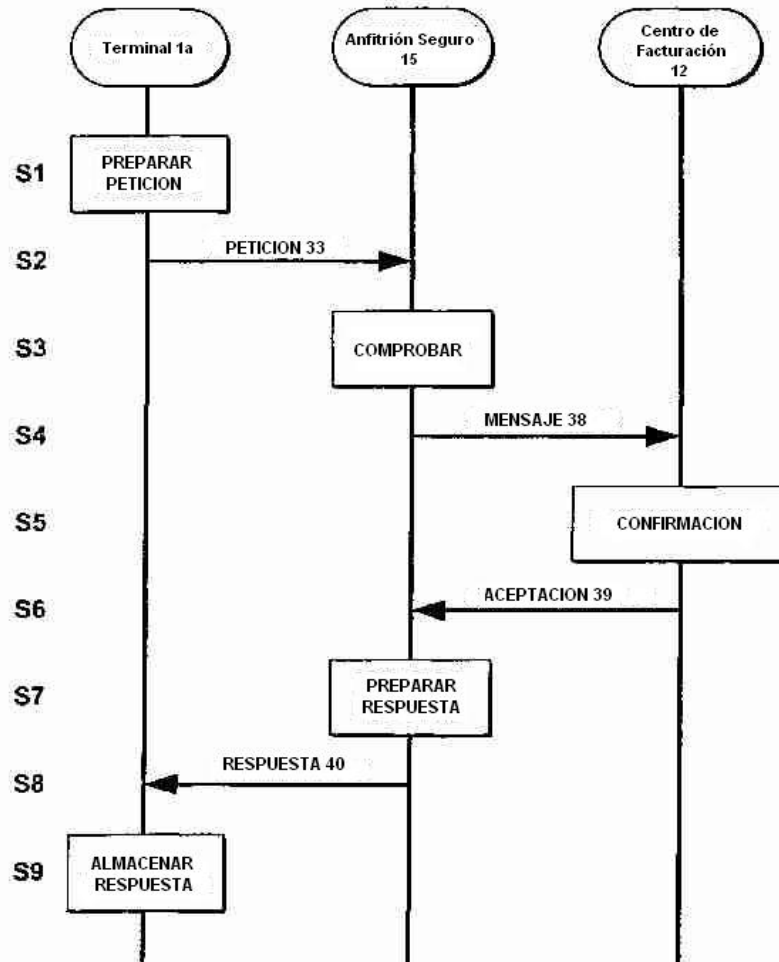 Terminal 1a
Anfitrión Seguro
15
Centro de
Facturación
12
S1
PREPARAR
PETICION
S2
PETICION 33
S3
COMPROBAR
S4
MENSAJE 38
S5
CONFIRMACION
S6
ACEPTACION 39
S7
PREPARAR
RESPUESTA
S8
RESPUESTA 40
S9
ALMACENAR
RESPUESTA